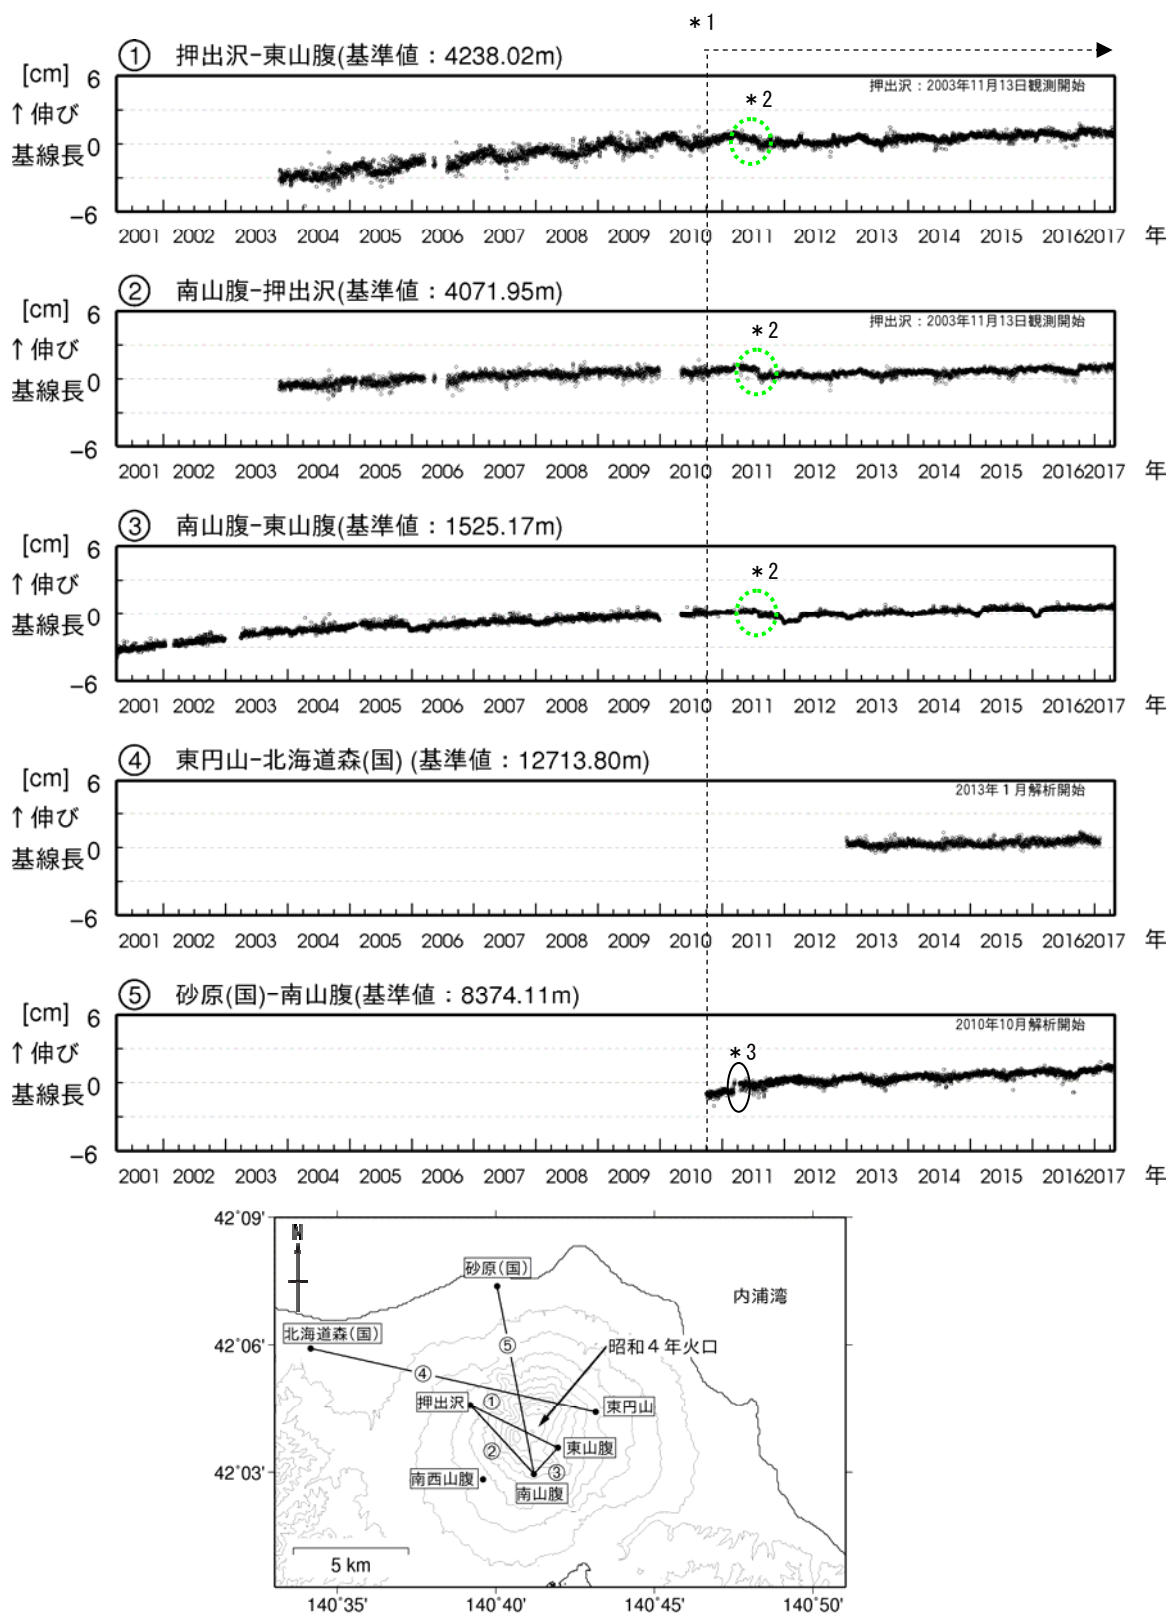 *1
① 押出沢−東山腹(基準値：4238.02m)
[cm] 6
押出沢：2003年11月13日観測開始
↑伸び
*2
基線長 0
−6
2001 2002 2003 2004 2005 2006 2007 2008 2009 2010 2011 2012 2013 2014 2015 2016 2017 年
② 南山腹−押出沢(基準値：4071.95m)
[cm] 6
押出沢：2003年11月13日観測開始
↑伸び
*2
基線長 0
−6
2001 2002 2003 2004 2005 2006 2007 2008 2009 2010 2011 2012 2013 2014 2015 2016 2017 年
③ 南山腹−東山腹(基準値：1525.17m)
[cm] 6
*2
↑伸び
基線長 0
−6
2001 2002 2003 2004 2005 2006 2007 2008 2009 2010 2011 2012 2013 2014 2015 2016 2017 年
④ 東円山−北海道森(国) (基準値：12713.80m)
[cm] 6
2013年1月解析開始
↑伸び
基線長 0
−6
2001 2002 2003 2004 2005 2006 2007 2008 2009 2010 2011 2012 2013 2014 2015 2016 2017 年
⑤ 砂原(国)−南山腹(基準値：8374.11m)
[cm] 6
2010年10月解析開始
↑伸び
*3
基線長 0
−6
2001 2002 2003 2004 2005 2006 2007 2008 2009 2010 2011 2012 2013 2014 2015 2016 2017 年
42°09'
N
砂原(国)
内浦湾
北海道森(国)
42°06'
⑤
昭和４年火口
④
押出沢
①
東円山
②
東山腹
42°03'
南西山腹
③
南山腹
5 km
140°35' 140°40' 140°45' 140°50'